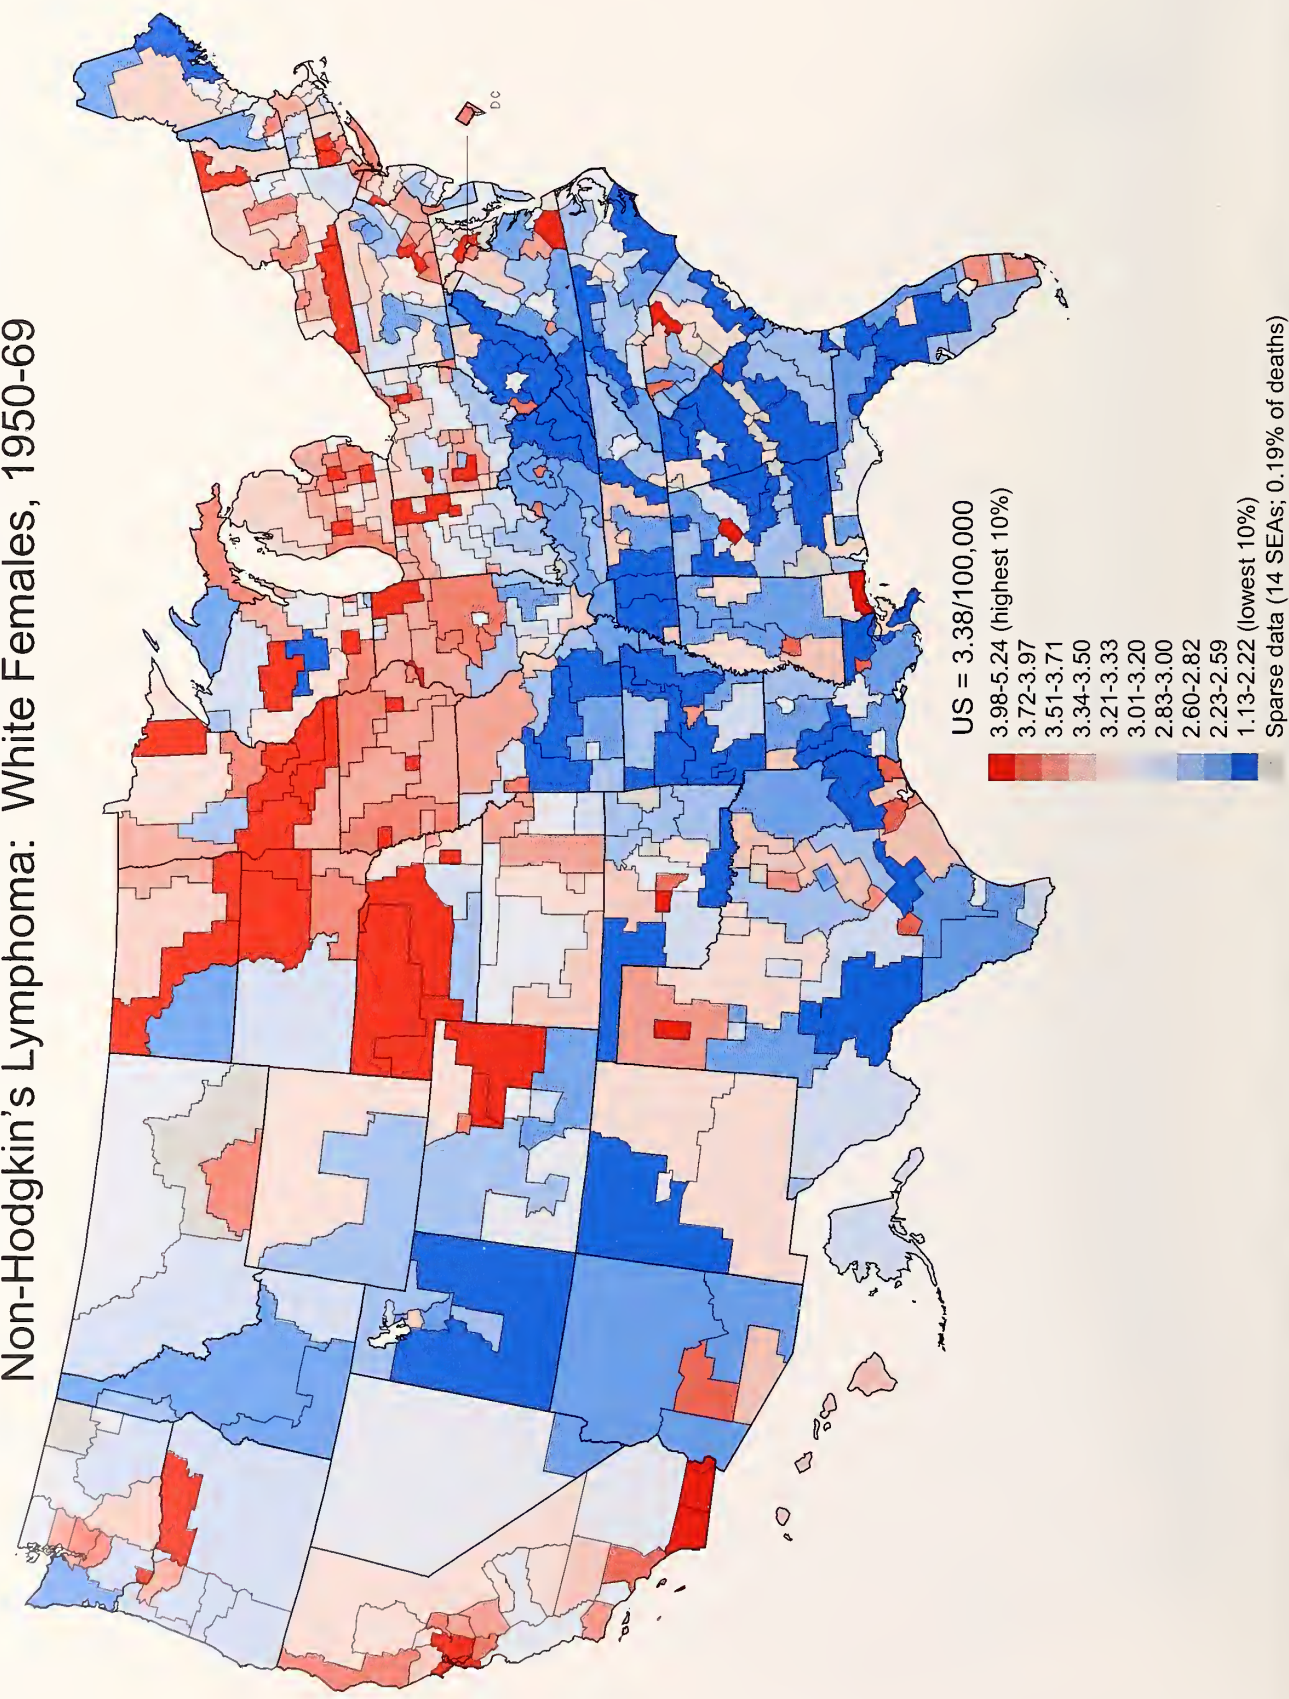 Non-Hodgkin's Lymphoma: White Females, 1950-69
DC
US = 3.38/100,000
3.98-5.24 (highest 10%)
3.72-3.97
3.51-3.71
3.34-3.50
3.21-3.33
3.01-3.20
2.83-3.00
2.60-2.82
2.23-2.59
1.13-2.22 (lowest 10%)
Sparse data (14 SEAs; 0.19% of deaths)